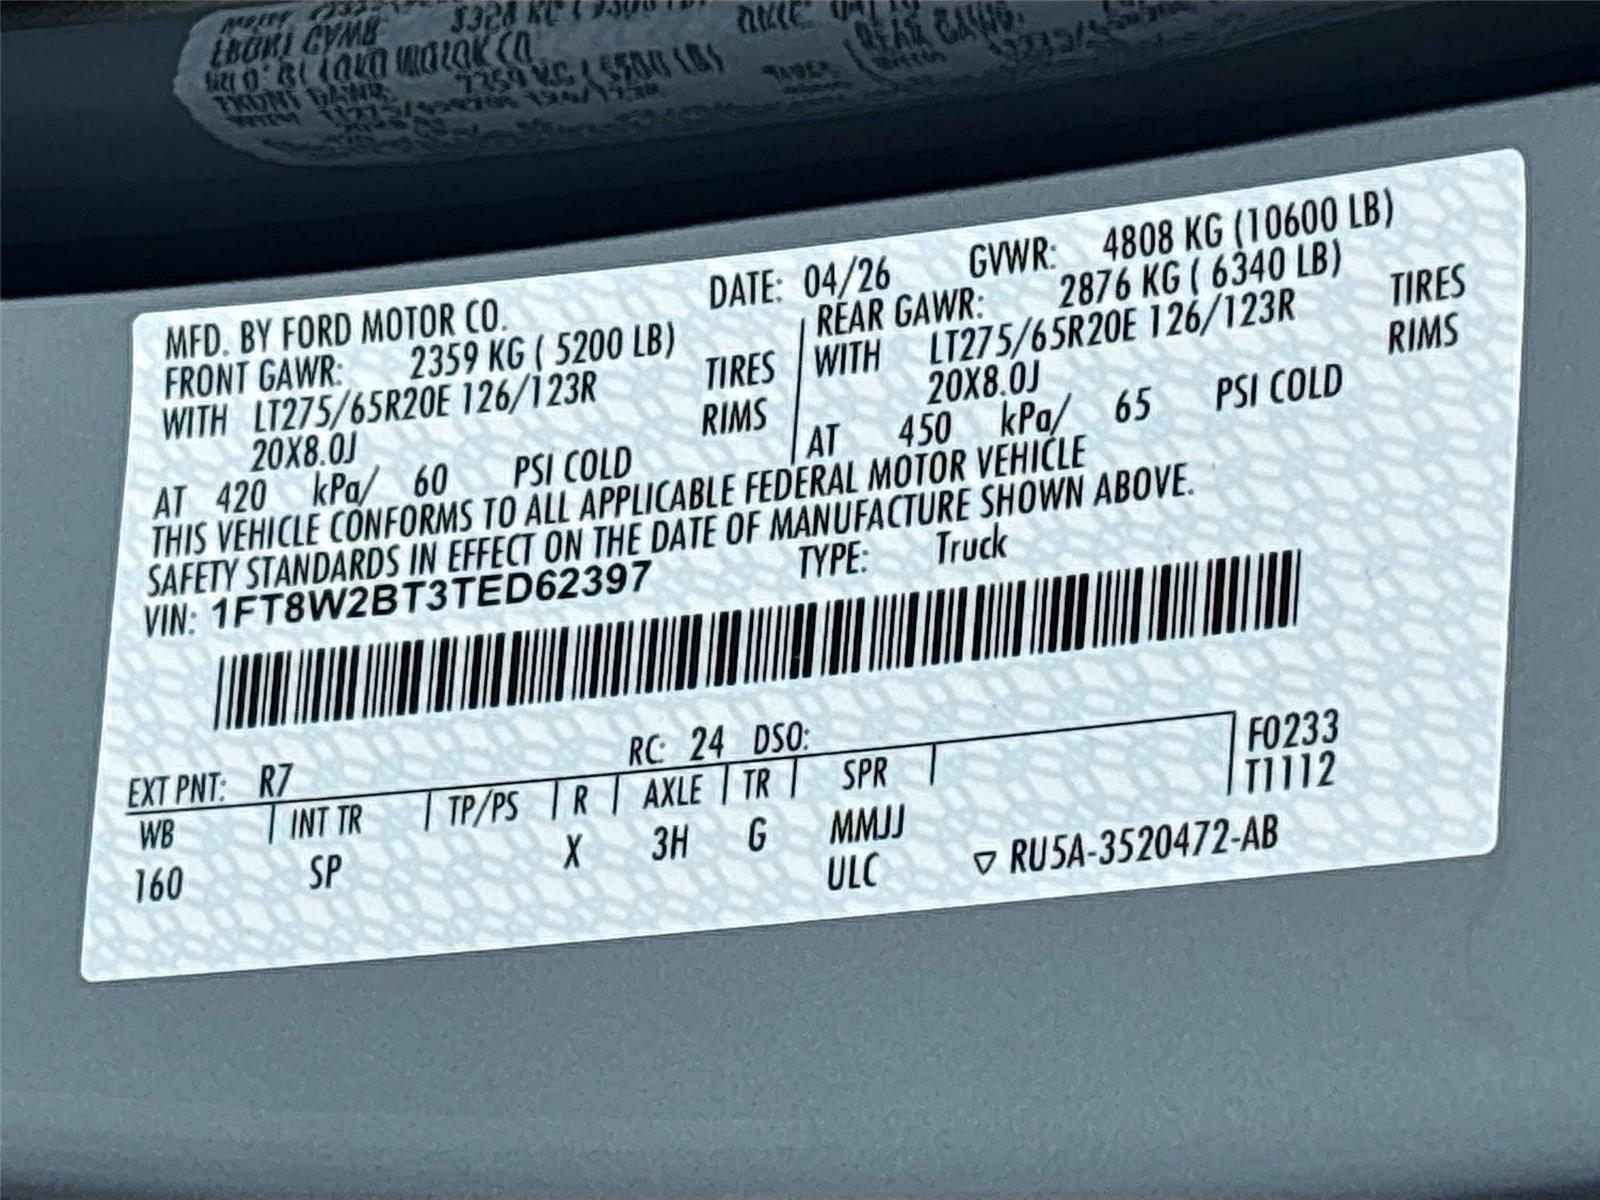 MFD. BY FORD MOTOR CO.
DATE: 04/26
GVWR: 4808 KG (10600 LB)
FRONT GAWR: 2359 KG ( 5200 LB)
WITH LT275/65R20E 126/123R TIRES
20X8.0J RIMS
AT 420 kPa/ 60 PSI COLD
REAR GAWR: 2876 KG ( 6340 LB)
WITH LT275/65R20E 126/123R TIRES
20X8.0J RIMS
AT 450 kPa/ 65 PSI COLD
THIS VEHICLE CONFORMS TO ALL APPLICABLE FEDERAL MOTOR VEHICLE
SAFETY STANDARDS IN EFFECT ON THE DATE OF MANUFACTURE SHOWN ABOVE.
VIN: 1FT8W2BT3TED62397 TYPE: Truck
EXT PNT: R7 RC: 24 DSO:
F0233
T1112
WB INT TR TP/PS R AXLE TR SPR
160 SP X 3H G MMJJ
ULC
RU5A-3520472-AB